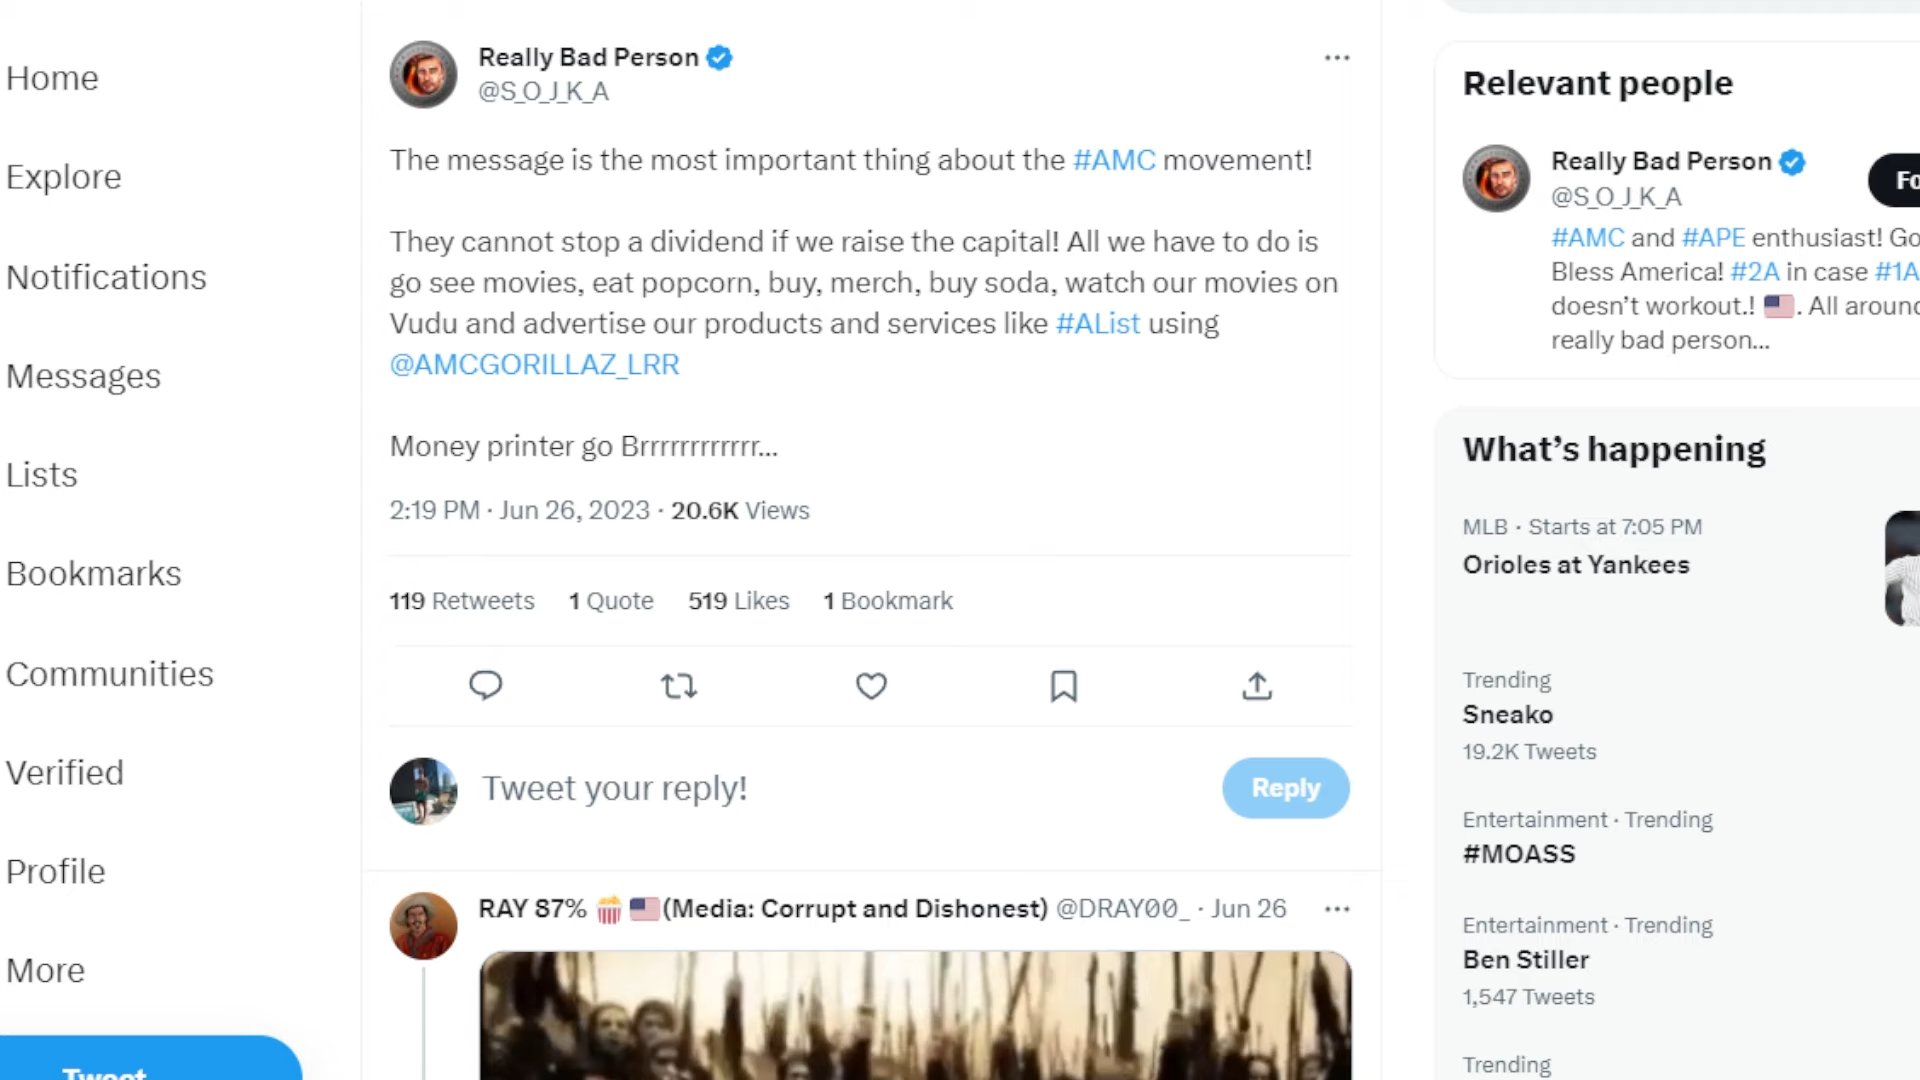 Home
Explore
Notifications
Messages
Lists
Bookmarks
Communities
Verified
Profile
More
Tweet
Really Bad Person
@S_O_J_K_A
The message is the most important thing about the #AMC movement!
They cannot stop a dividend if we raise the capital! All we have to do is
go see movies, eat popcorn, buy, merch, buy soda, watch our movies on
Vudu and advertise our products and services like #AList using
@AMCGORILLAZ_LRR
Money printer go Brrrrrrrrrrrr...
2:19 PM · Jun 26, 2023 · 20.6K Views
119 Retweets 1 Quote 519 Likes 1 Bookmark
Tweet your reply!
Reply
RAY 87% 🍿 🇺🇸(Media: Corrupt and Dishonest) @DRAY00_ · Jun 26
Relevant people
Really Bad Person
@S_O_J_K_A
Fo
#AMC and #APE enthusiast! Go
Bless America! #2A in case #1A
doesn’t workout.! 🇺🇸. All around
really bad person...
What’s happening
MLB · Starts at 7:05 PM
Orioles at Yankees
Trending
Sneako
19.2K Tweets
Entertainment · Trending
#MOASS
Entertainment · Trending
Ben Stiller
1,547 Tweets
Trending